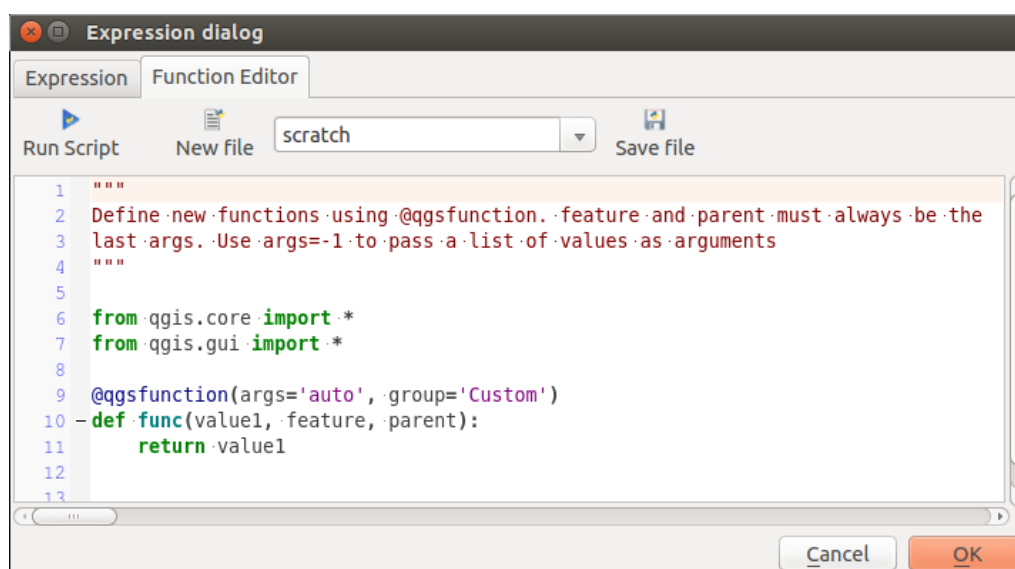 Expression dialog
Expression Function Editor
Run Script New file scratch Save file
1 """
2 Define new functions using @qgsfunction. feature and parent must always be the
3 last args. Use args=-1 to pass a list of values as arguments
4 """
5
6 from qgis.core import *
7 from qgis.gui import *
8
9 @qgsfunction(args='auto', group='Custom')
10 def func(value1, feature, parent):
11 return value1
12
13
Cancel OK